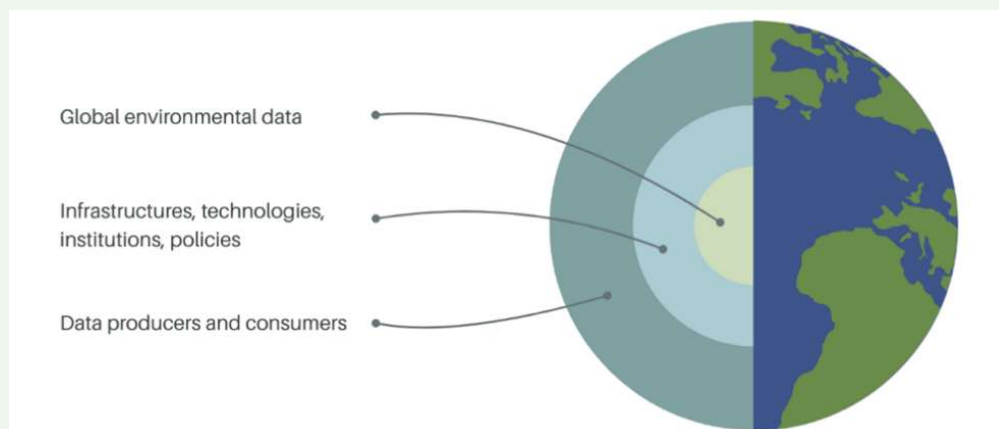 Global environmental data
Infrastructures, technologies,
institutions, policies
Data producers and consumers